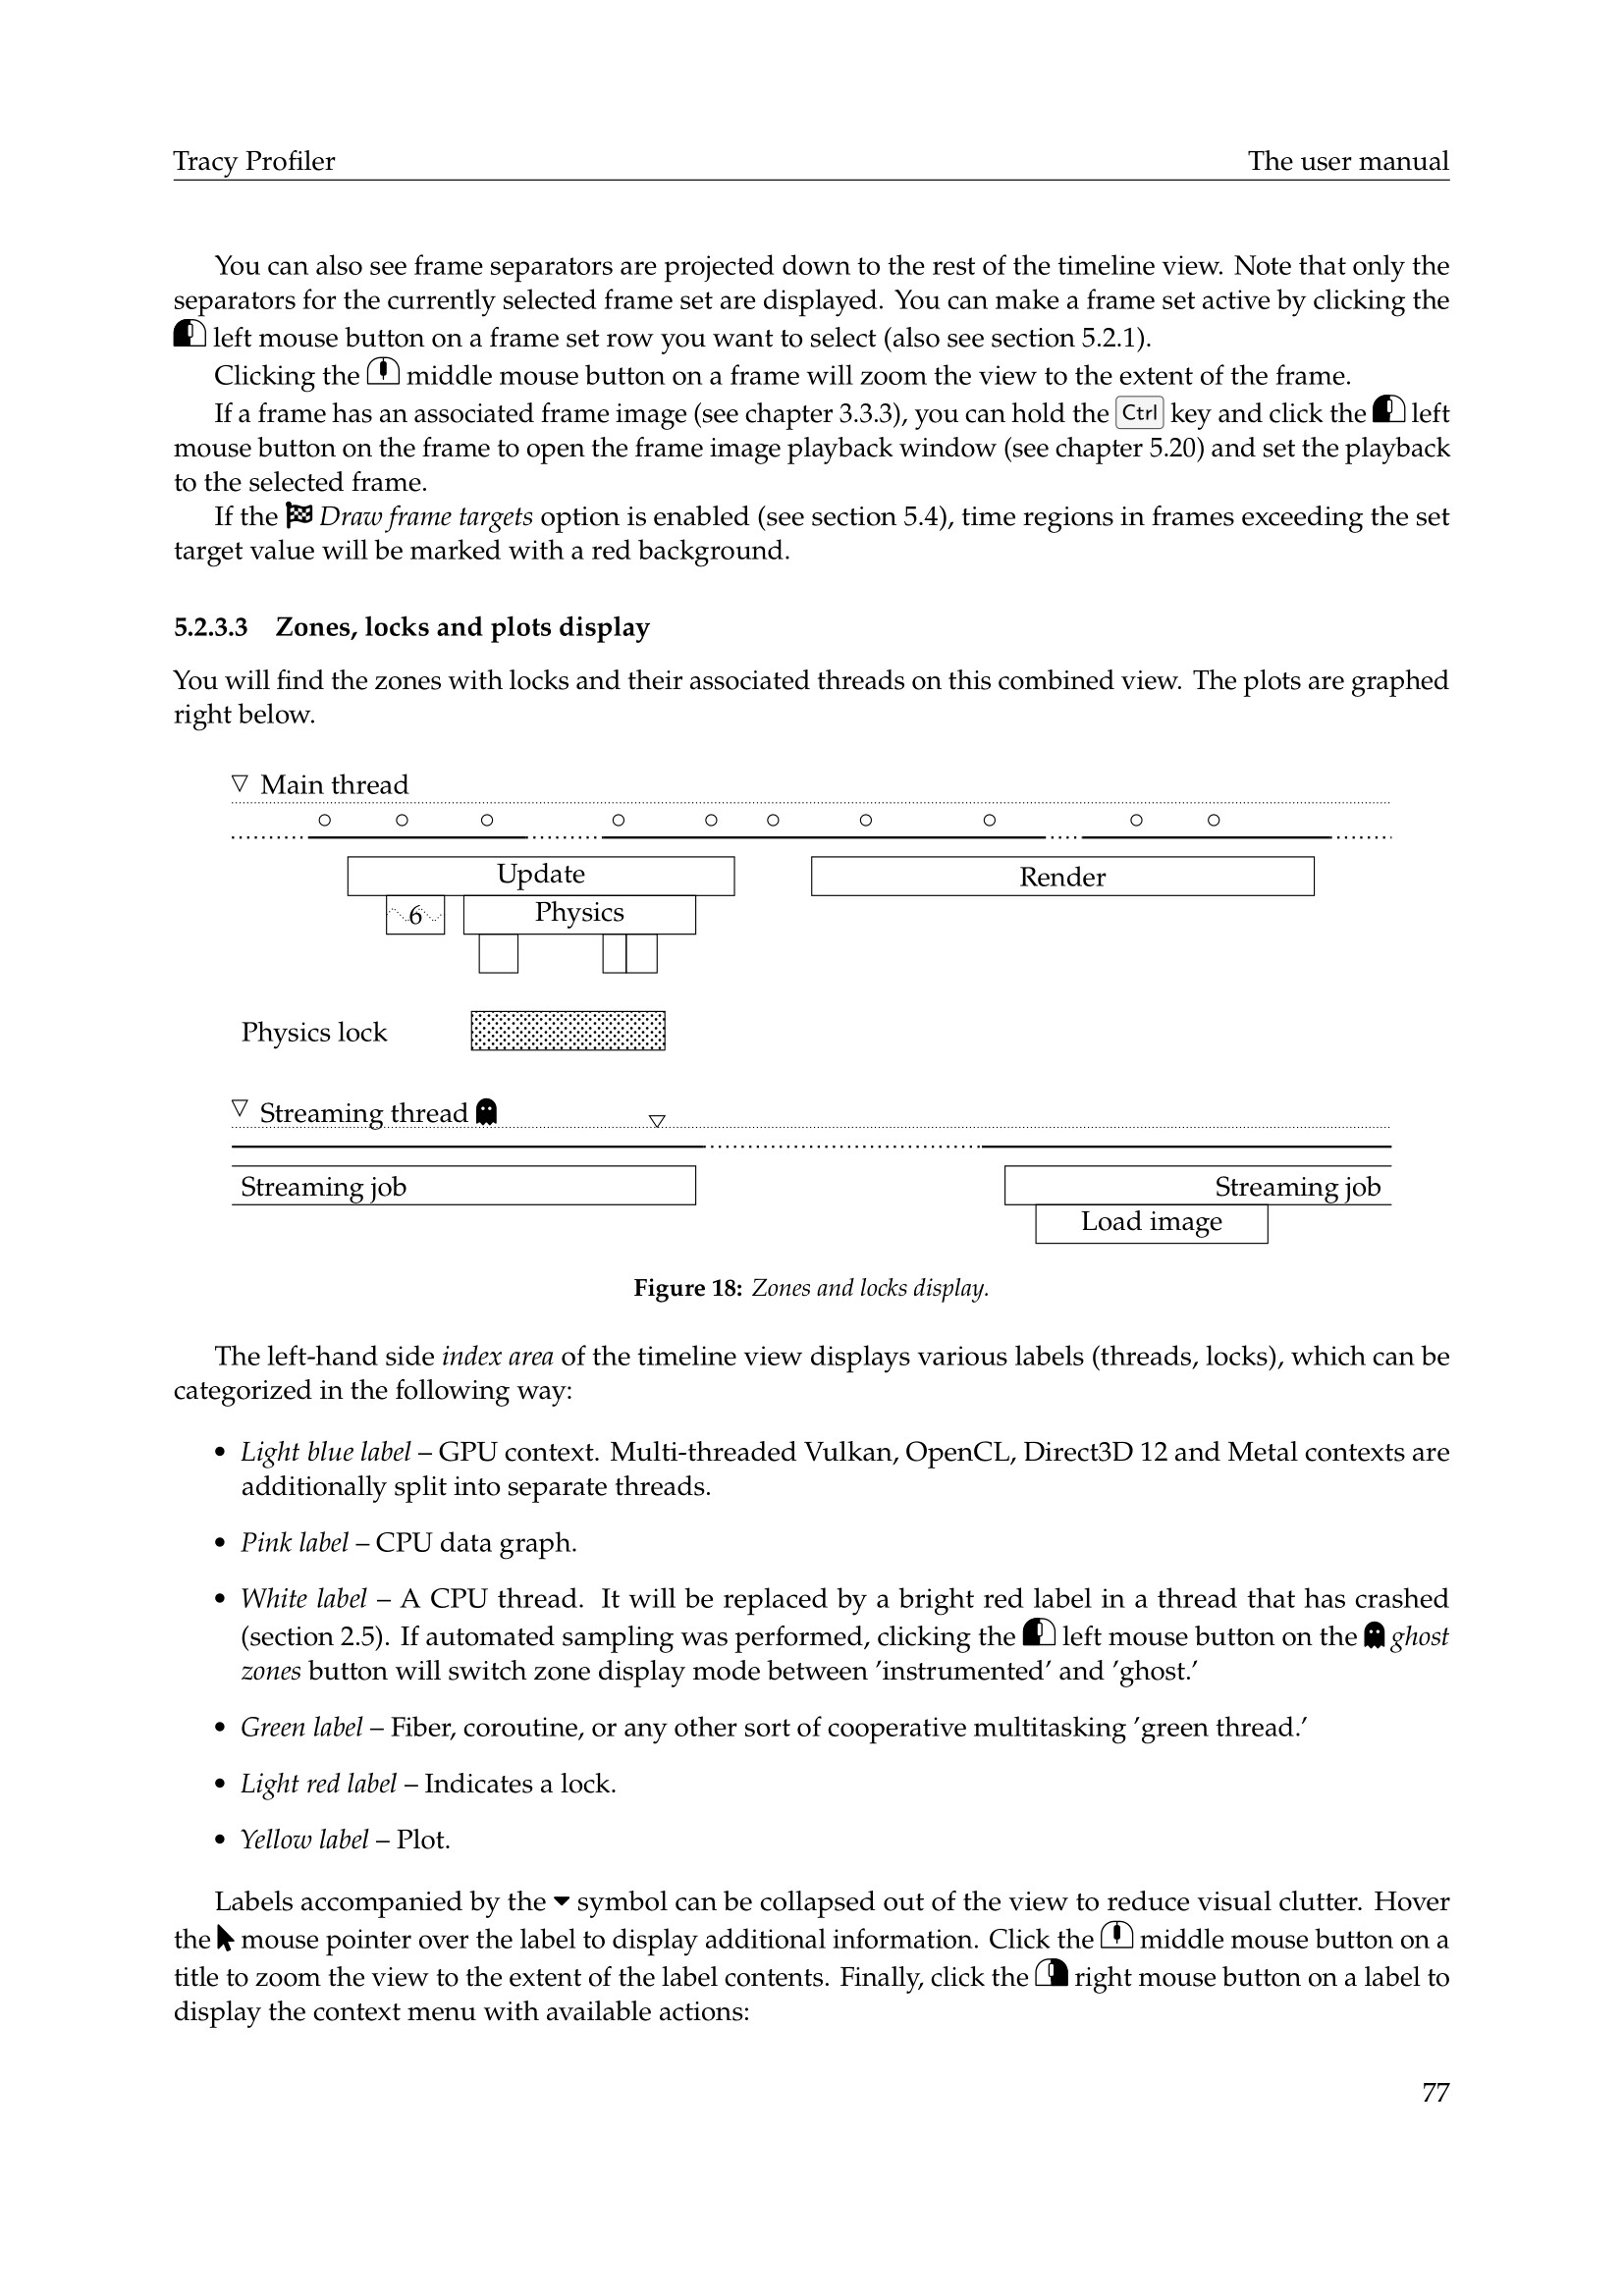 Tracy Profiler The user manual
You can also see frame separators are projected down to the rest of the timeline view. Note that only the
separators for the currently selected frame set are displayed. You can make a frame set active by clicking the
left mouse button on a frame set row you want to select (also see section 5.2.1).
Clicking the middle mouse button on a frame will zoom the view to the extent of the frame.
If a frame has an associated frame image (see chapter 3.3.3), you can hold the Ctrl key and click the left
mouse button on the frame to open the frame image playback window (see chapter 5.20) and set the playback
to the selected frame.
If the Draw frame targets option is enabled (see section 5.4), time regions in frames exceeding the set
target value will be marked with a red background.
5.2.3.3 Zones, locks and plots display
You will find the zones with locks and their associated threads on this combined view. The plots are graphed
right below.
Main thread
Update Render
6 Physics
Physics lock
Streaming thread
Streaming job Streaming job
Load image
Figure 18: Zones and locks display.
The left-hand side index area of the timeline view displays various labels (threads, locks), which can be
categorized in the following way:
• Light blue label – GPU context. Multi-threaded Vulkan, OpenCL, Direct3D 12 and Metal contexts are
additionally split into separate threads.
• Pink label – CPU data graph.
• White label – A CPU thread. It will be replaced by a bright red label in a thread that has crashed
(section 2.5). If automated sampling was performed, clicking the left mouse button on the ghost
zones button will switch zone display mode between 'instrumented' and 'ghost.'
• Green label – Fiber, coroutine, or any other sort of cooperative multitasking 'green thread.'
• Light red label – Indicates a lock.
• Yellow label – Plot.
Labels accompanied by the symbol can be collapsed out of the view to reduce visual clutter. Hover
the mouse pointer over the label to display additional information. Click the middle mouse button on a
title to zoom the view to the extent of the label contents. Finally, click the right mouse button on a label to
display the context menu with available actions:
77